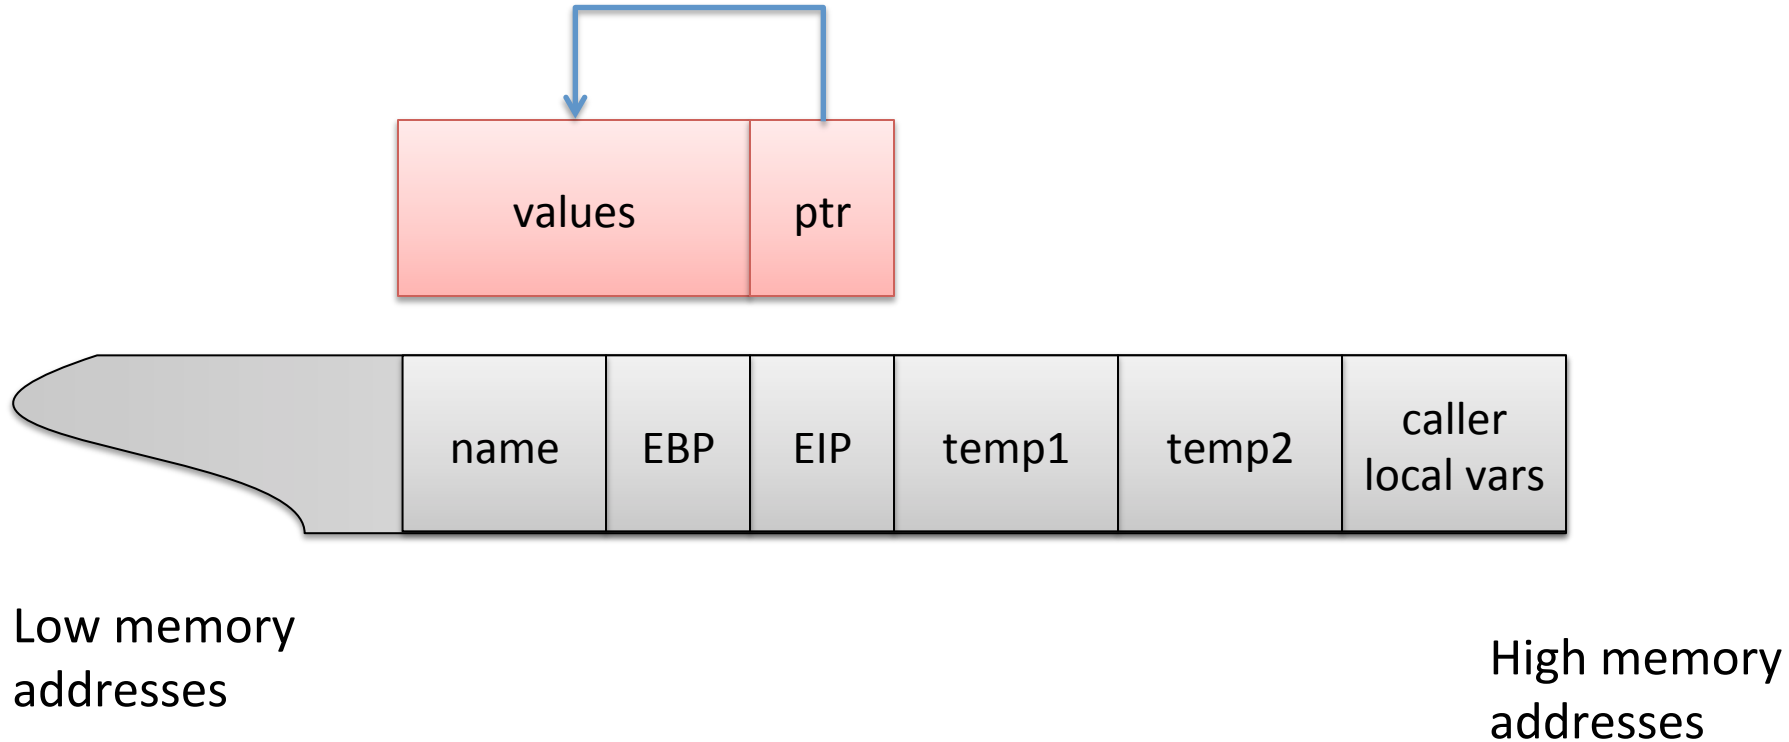 values
ptr
name
EBP
EIP
temp1
temp2
caller
local vars
Low memory
addresses
High memory
addresses